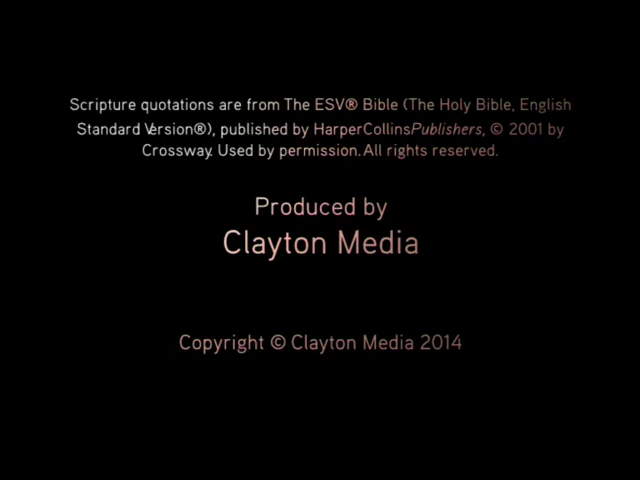 Scripture quotations are from The ESV® Bible (The Holy Bible, English
Standard Version®), published by HarperCollinsPublishers, © 2001 by
Crossway. Used by permission. All rights reserved.
Produced by
Clayton Media
Copyright © Clayton Media 2014